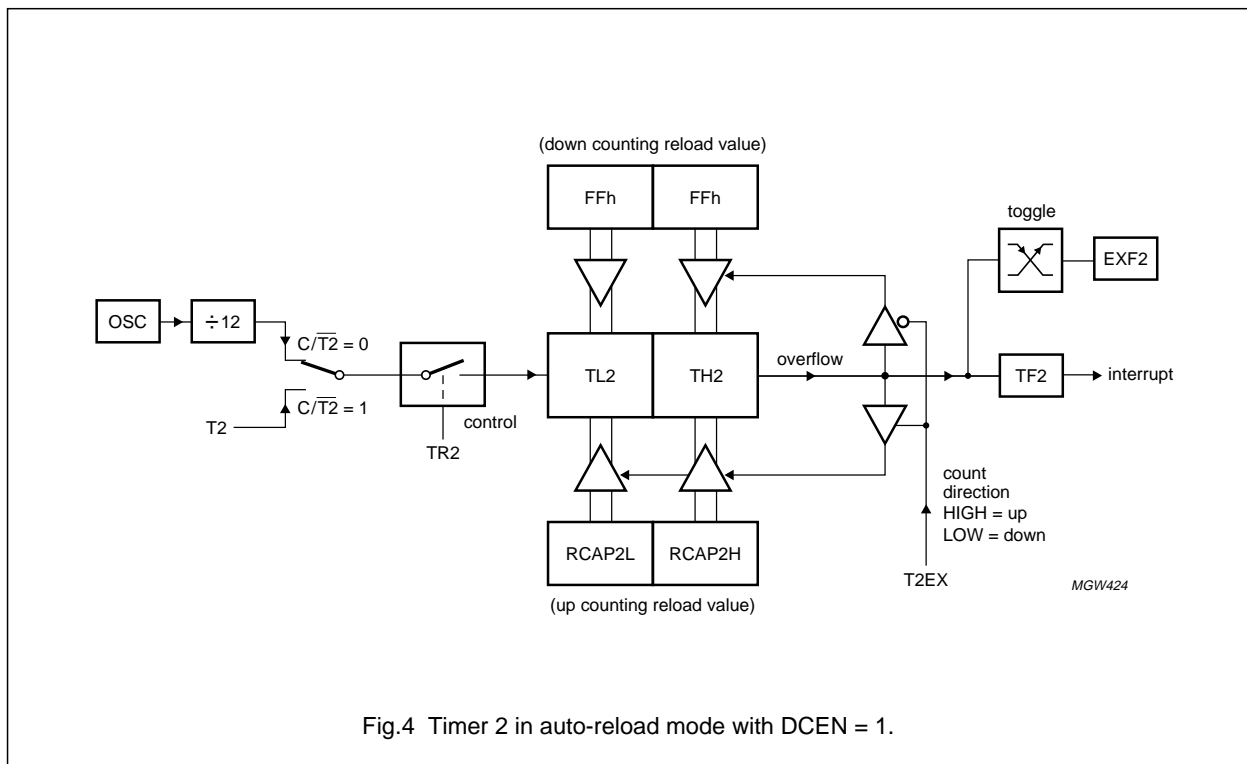 (down counting reload value)
FFh
FFh
toggle
EXF2
OSC
÷12
C/T̅2̅ = 0
C/T̅2̅ = 1
T2
control
TR2
TL2
TH2
overflow
TF2
interrupt
count
direction
HIGH = up
LOW = down
RCAP2L
RCAP2H
T2EX
(up counting reload value)
MGW424
Fig.4 Timer 2 in auto-reload mode with DCEN = 1.